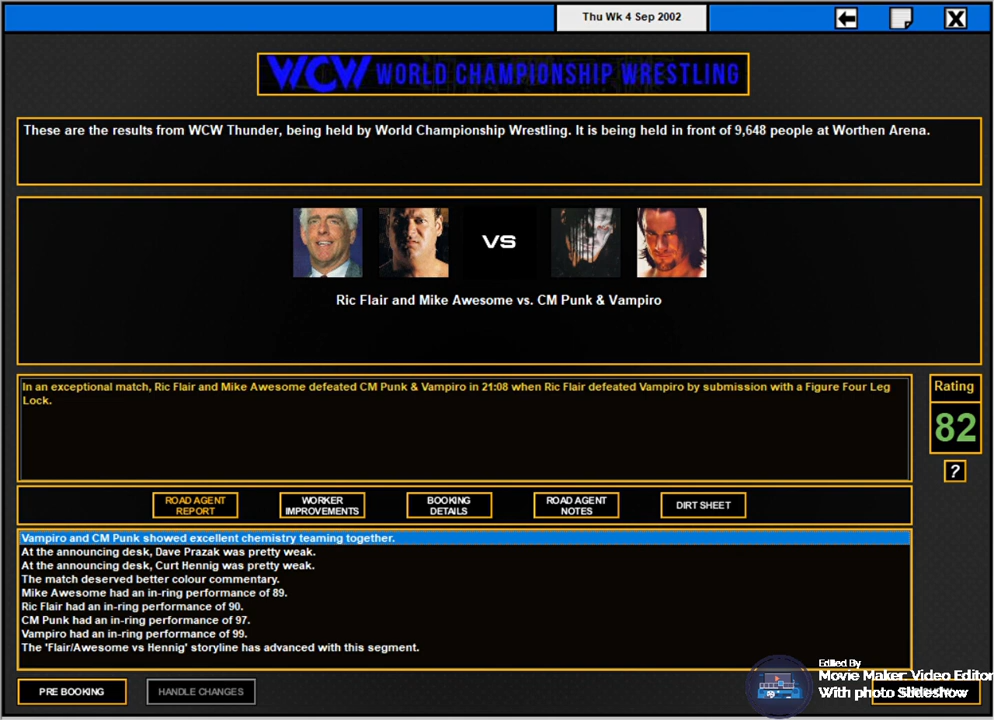 Thu Wk 4 Sep 2002
WCW WORLD CHAMPIONSHIP WRESTLING
These are the results from WCW Thunder, being held by World Championship Wrestling. It is being held in front of 9,648 people at Worthen Arena.
VS
Ric Flair and Mike Awesome vs. CM Punk & Vampiro
In an exceptional match, Ric Flair and Mike Awesome defeated CM Punk & Vampiro in 21:08 when Ric Flair defeated Vampiro by submission with a Figure Four Leg
Lock.
Rating
82
?
ROAD AGENT
REPORT
WORKER
IMPROVEMENTS
BOOKING
DETAILS
ROAD AGENT
NOTES
DIRT SHEET
Vampiro and CM Punk showed excellent chemistry teaming together.
At the announcing desk, Dave Prazak was pretty weak.
At the announcing desk, Curt Hennig was pretty weak.
The match deserved better colour commentary.
Mike Awesome had an in-ring performance of 89.
Ric Flair had an in-ring performance of 90.
CM Punk had an in-ring performance of 97.
Vampiro had an in-ring performance of 99.
The 'Flair/Awesome vs Hennig' storyline has advanced with this segment.
PRE BOOKING
HANDLE CHANGES
Edited By
Movie Maker: Video Editor
With photo Slideshow